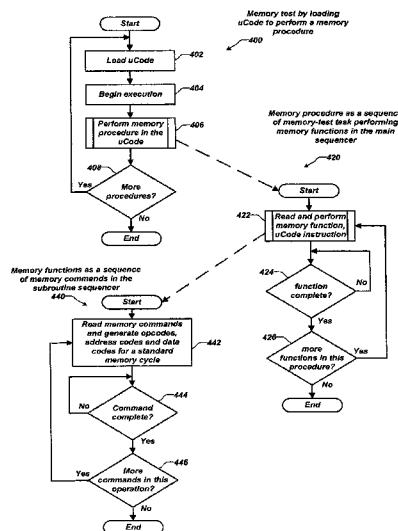 Memory test by loading
uCode to perform a memory
procedure
400
Start
Load uCode
402
Begin execution
404
Perform memory
procedure in the
uCode
406
408
More
procedures?
Yes
No
End
Memory procedure as a sequence
of memory-test task performing
memory functions in the main
sequencer
420
Start
422
Read and perform
memory function,
uCode instruction
424
function
complete?
No
Yes
426
more
functions in this
procedure?
Yes
No
End
Memory functions as a sequence
of memory commands in the
subroutine sequencer
440
Start
Read memory commands
and generate opcodes,
address codes and data
codes for a standard
memory cycle
442
444
Command
complete?
No
Yes
446
More
commands in this
operation?
Yes
No
End